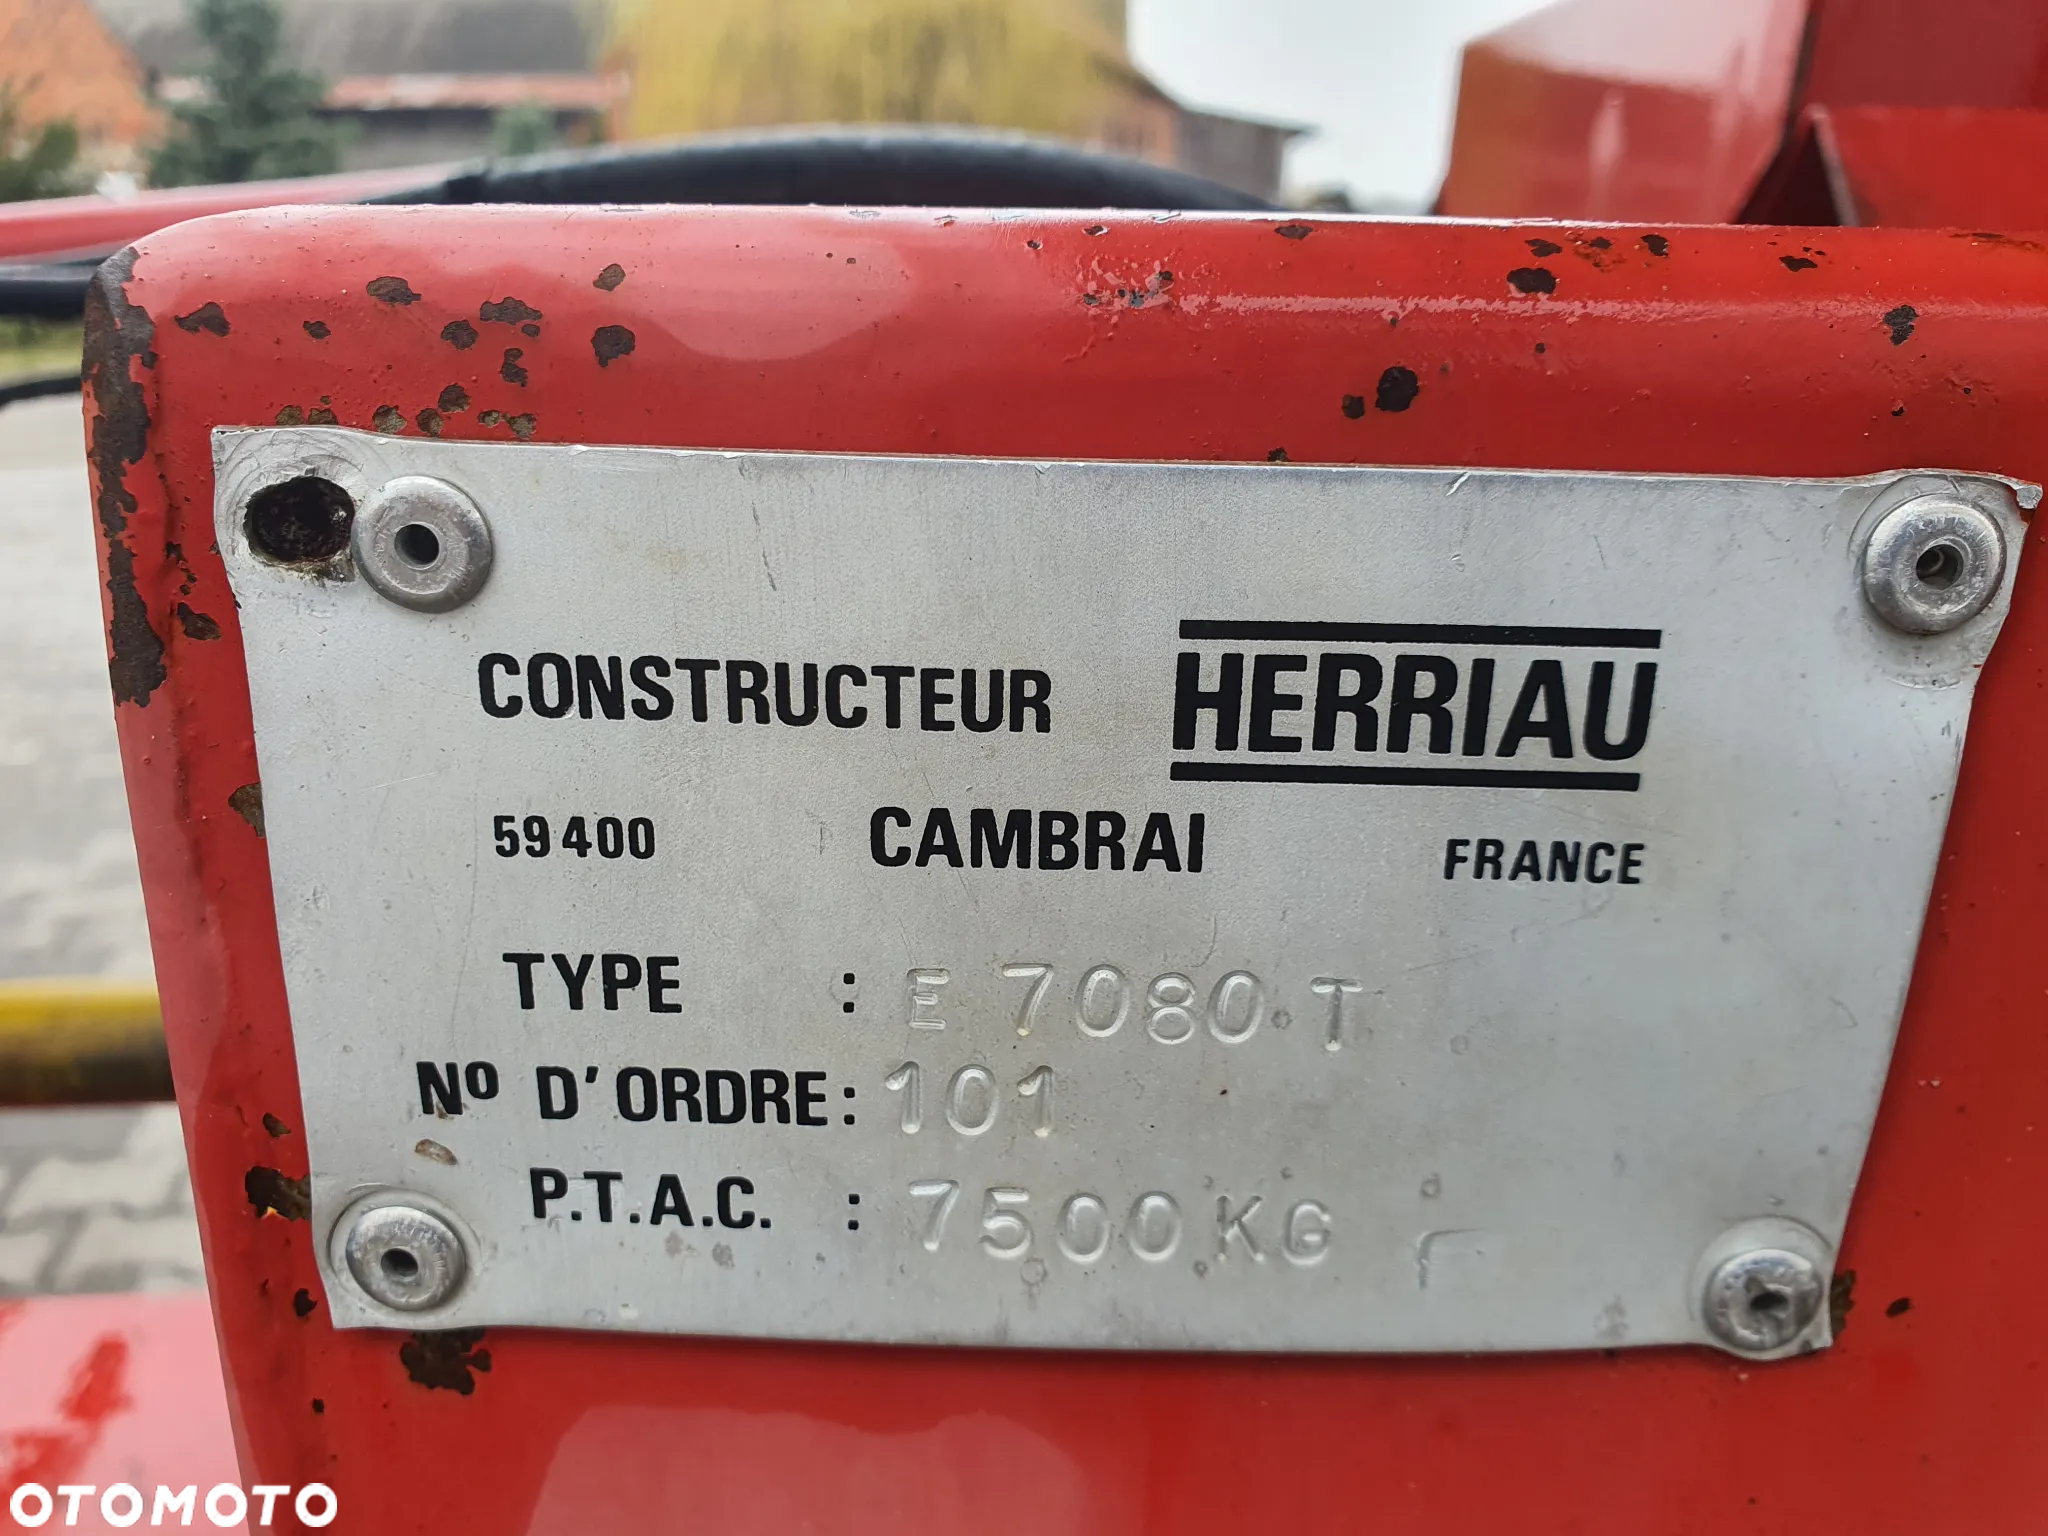 CONSTRUCTEUR HERRIAU
59400 CAMBRAI FRANCE
TYPE : E 7080 T
Nº D'ORDRE: 101
P.T.A.C. : 7500 KG
OTOMOTO